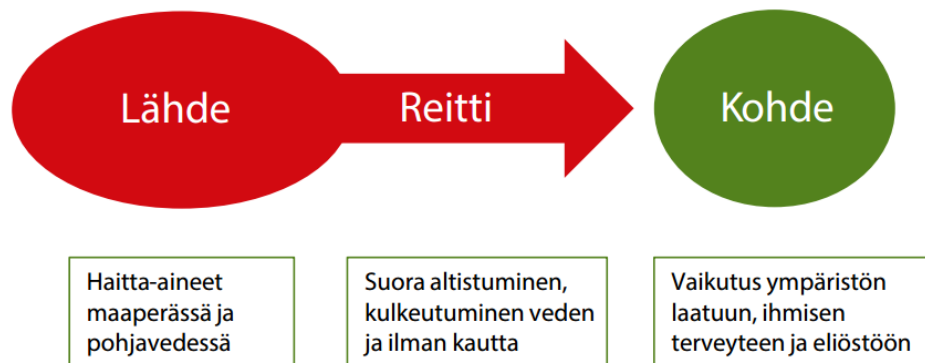 Lähde
Reitti
Kohde
Haitta-aineet
maaperässä ja
pohjavedessä
Suora altistuminen,
kulkeutuminen veden
ja ilman kautta
Vaikutus ympäristön
laatuun, ihmisen
terveyteen ja eliöstöön